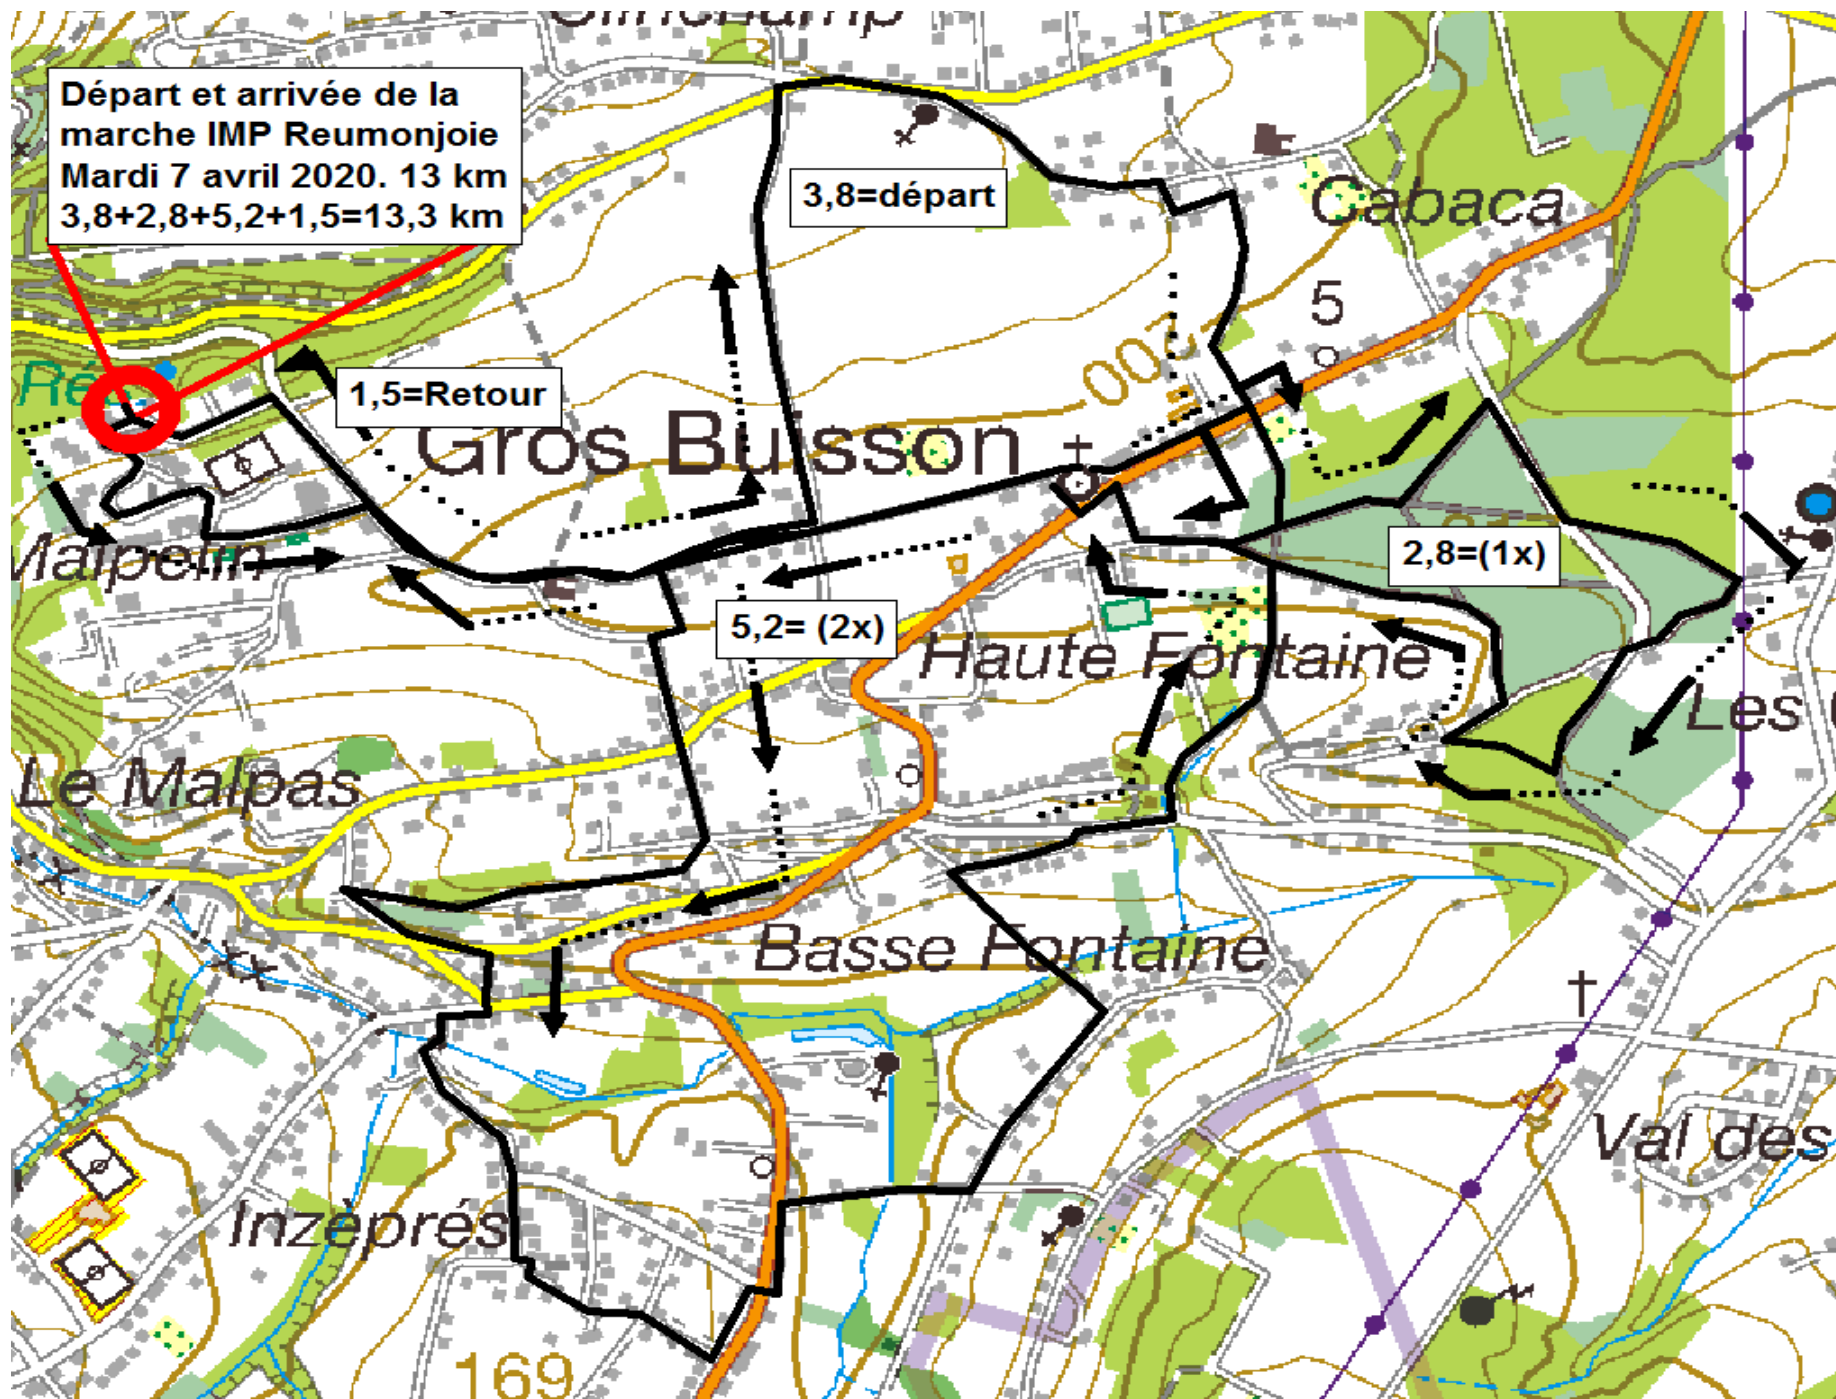 Départ et arrivée de la
marche IMP Reumonjoie
Mardi 7 avril 2020. 13 km
3,8+2,8+5,2+1,5=13,3 km
3,8=départ
Cabaca
5
1,5=Retour
200
Gros Buisson
2,8=(1x)
Malpelin
5,2= (2x)
Haute Fontaine
Les
Le Malpas
Basse Fontaine
Val des
Inzèprés
169